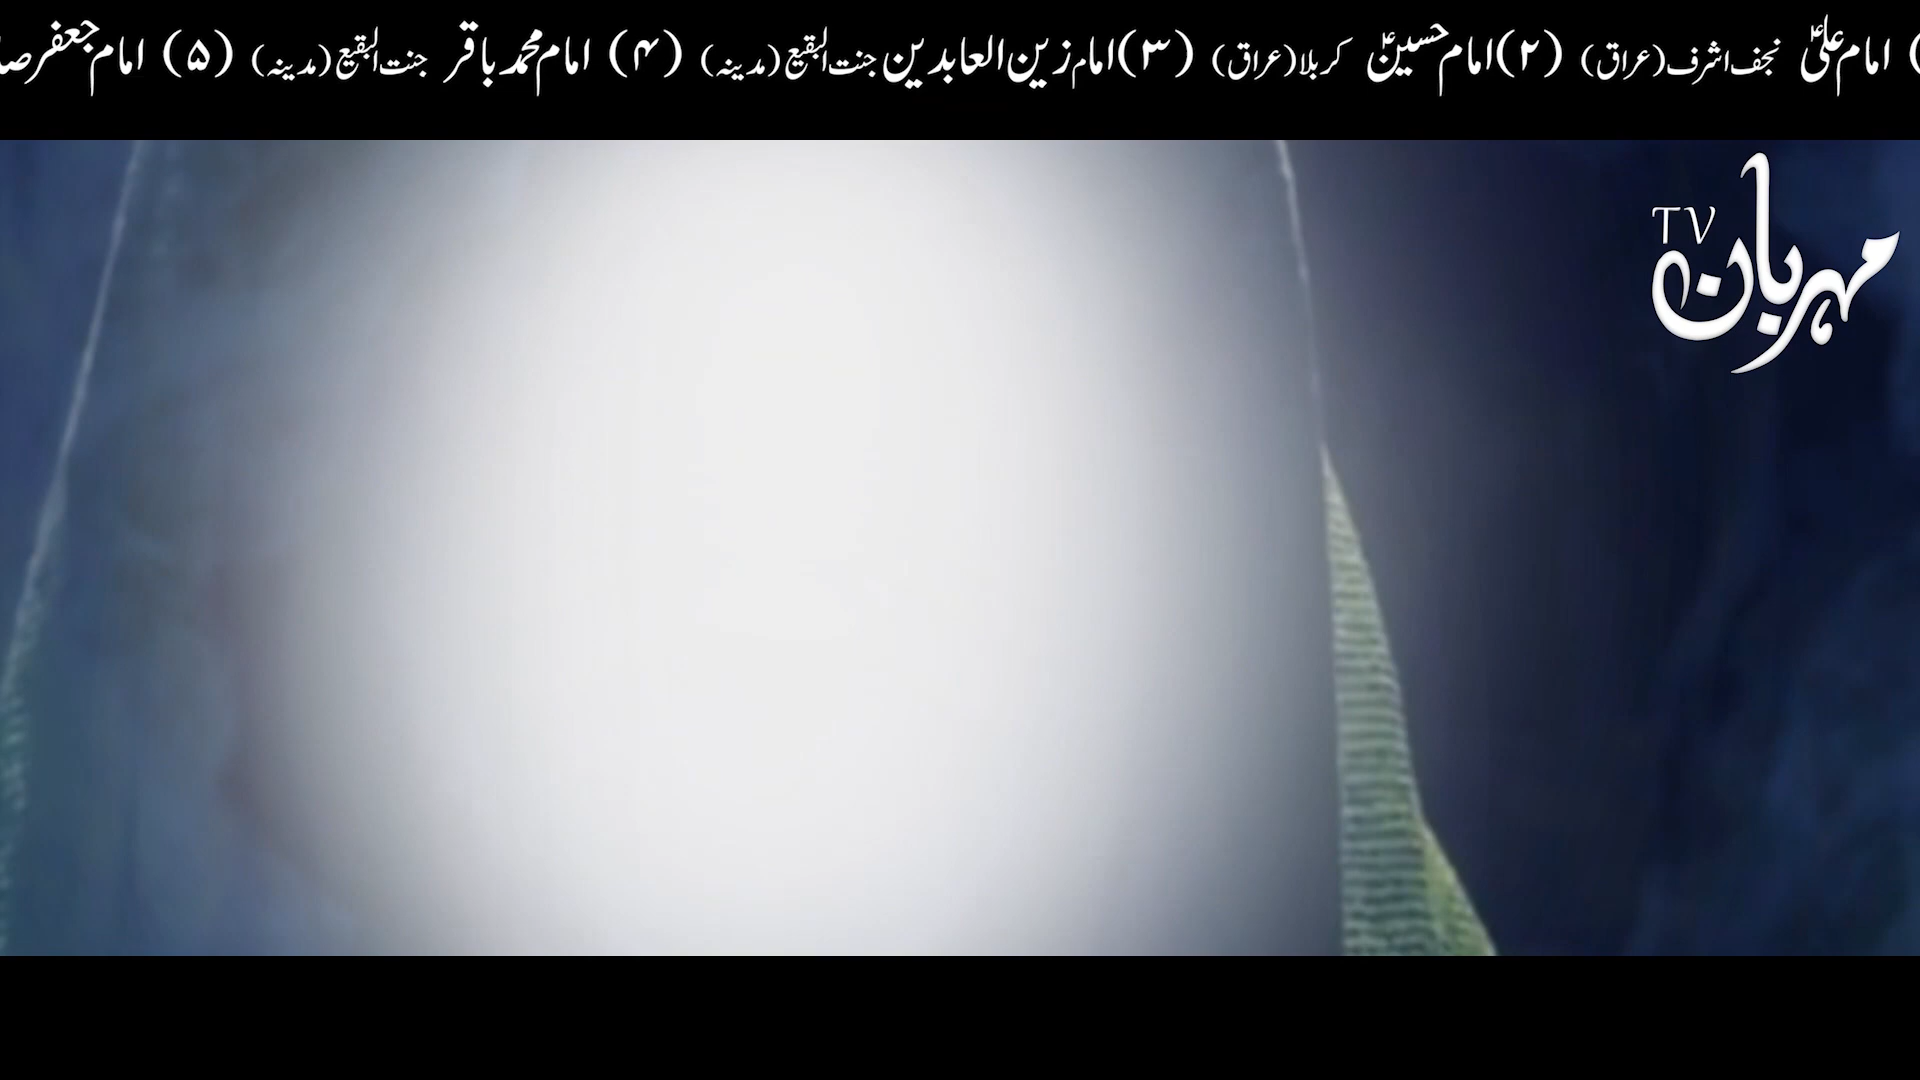 ) امام علیؑ نجف اشرف (عراق) (۲) امام حسینؑ کربلا (عراق) (۳) امام زین العابدین جنت البقیع (مدینہ) (۴) امام محمد باقر جنت البقیع (مدینہ) (۵) امام جعفر
TV
مہربان